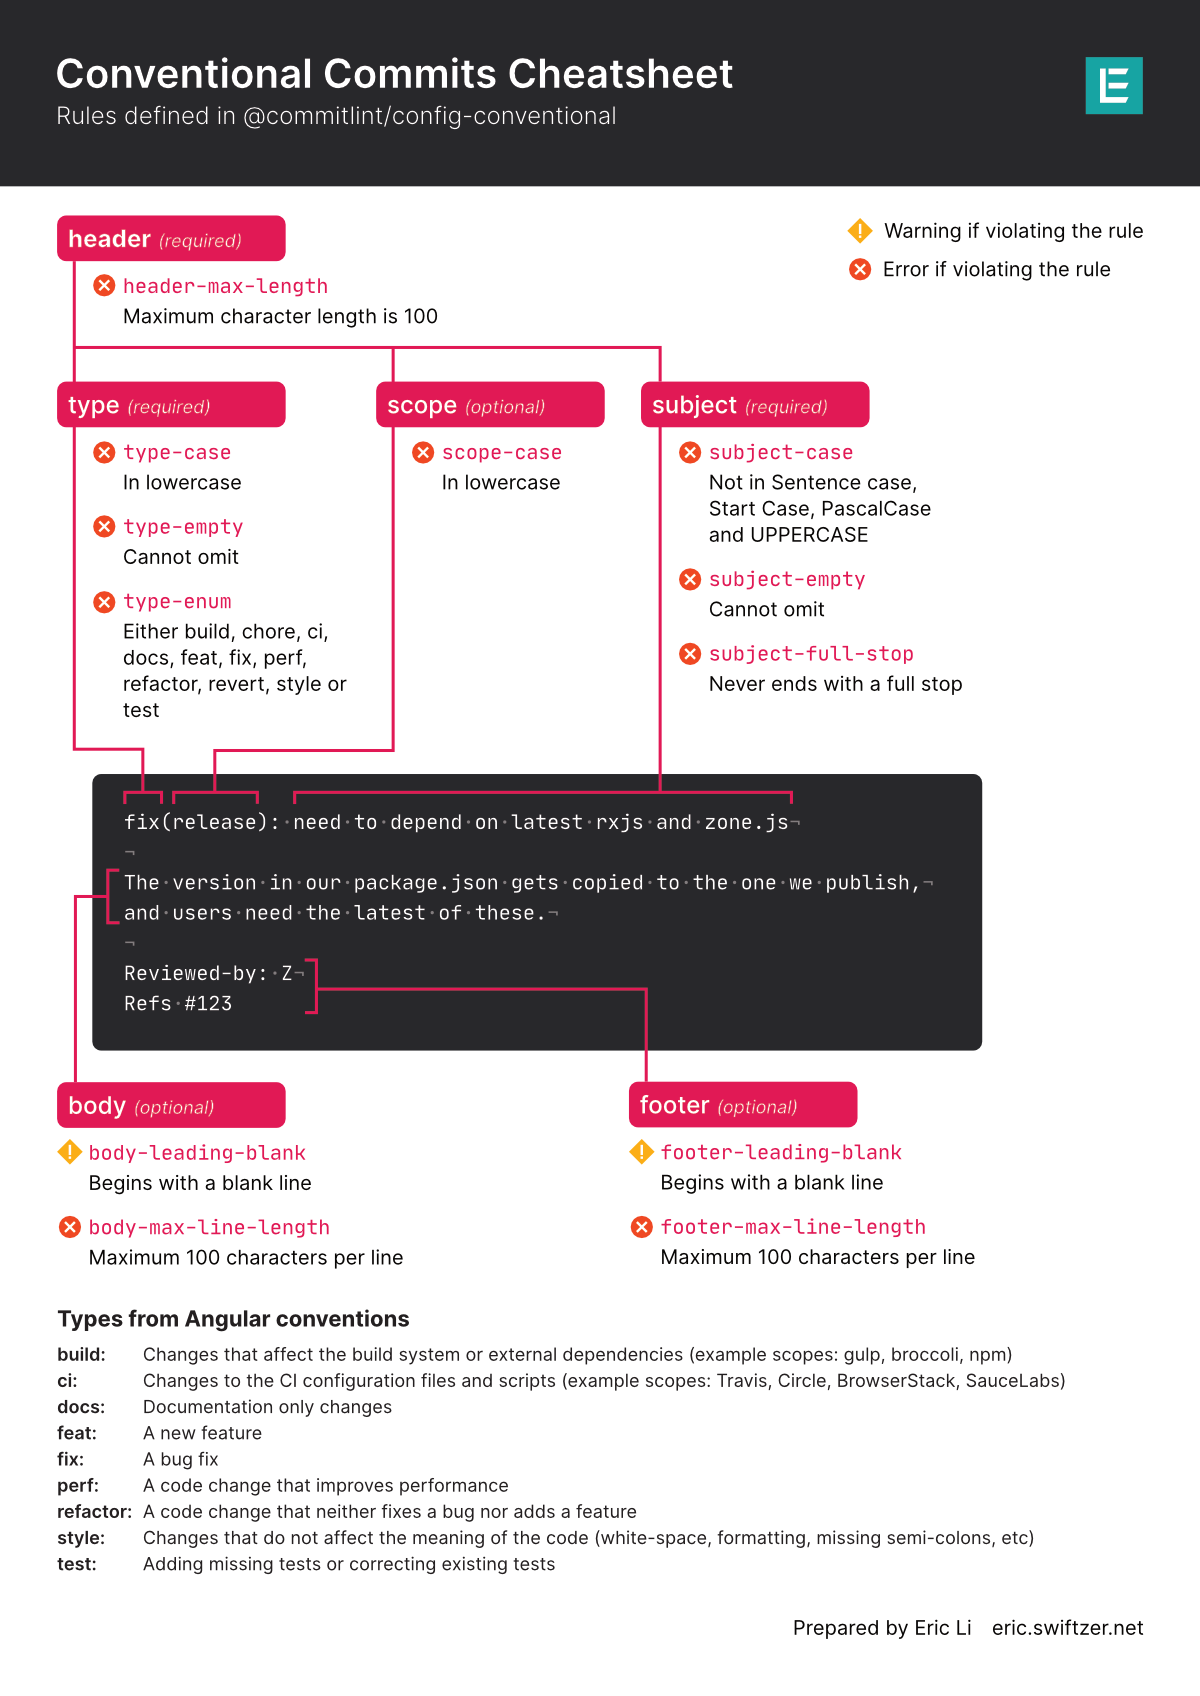 Conventional Commits Cheatsheet
Rules defined in @commitlint/config-conventional
header (required)
Warning if violating the rule
Error if violating the rule
header-max-length
Maximum character length is 100
type (required)
type-case
In lowercase
type-empty
Cannot omit
type-enum
Either build, chore, ci,
docs, feat, fix, perf,
refactor, revert, style or
test
scope (optional)
scope-case
In lowercase
subject (required)
subject-case
Not in Sentence case,
Start Case, PascalCase
and UPPERCASE
subject-empty
Cannot omit
subject-full-stop
Never ends with a full stop
fix(release):·need·to·depend·on·latest·rxjs·and·zone.js¬
¬
The·version·in·our·package.json·gets·copied·to·the·one·we·publish,¬
and·users·need·the·latest·of·these.¬
¬
Reviewed-by:·Z¬
Refs·#123
body (optional)
body-leading-blank
Begins with a blank line
body-max-line-length
Maximum 100 characters per line
footer (optional)
footer-leading-blank
Begins with a blank line
footer-max-line-length
Maximum 100 characters per line
Types from Angular conventions
build: Changes that affect the build system or external dependencies (example scopes: gulp, broccoli, npm)
ci: Changes to the CI configuration files and scripts (example scopes: Travis, Circle, BrowserStack, SauceLabs)
docs: Documentation only changes
feat: A new feature
fix: A bug fix
perf: A code change that improves performance
refactor: A code change that neither fixes a bug nor adds a feature
style: Changes that do not affect the meaning of the code (white-space, formatting, missing semi-colons, etc)
test: Adding missing tests or correcting existing tests
Prepared by Eric Li eric.swiftzer.net